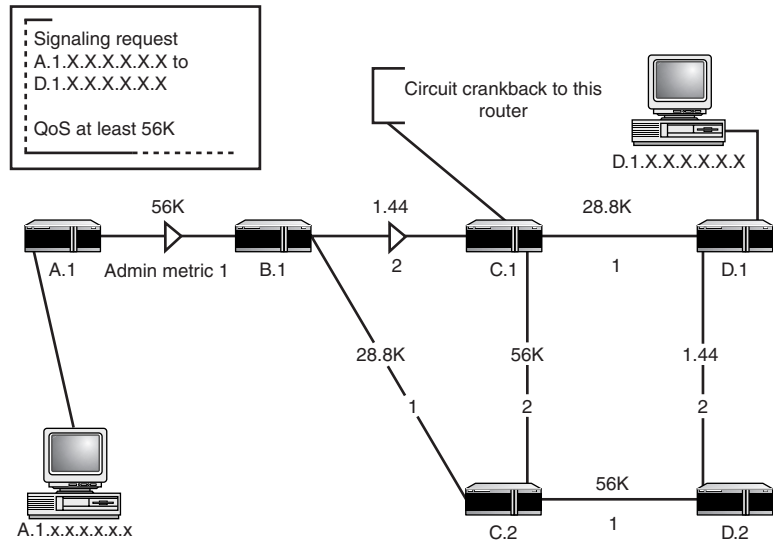 Signaling request
A.1.X.X.X.X.X.X to
D.1.X.X.X.X.X.X
QoS at least 56K
Circuit crankback to this
router
D.1.X.X.X.X.X.X
56K
1.44
28.8K
A.1
Admin metric 1
B.1
2
C.1
1
D.1
28.8K
56K
1.44
1
2
2
A.1.x.x.x.x.x.x
C.2
56K
1
D.2